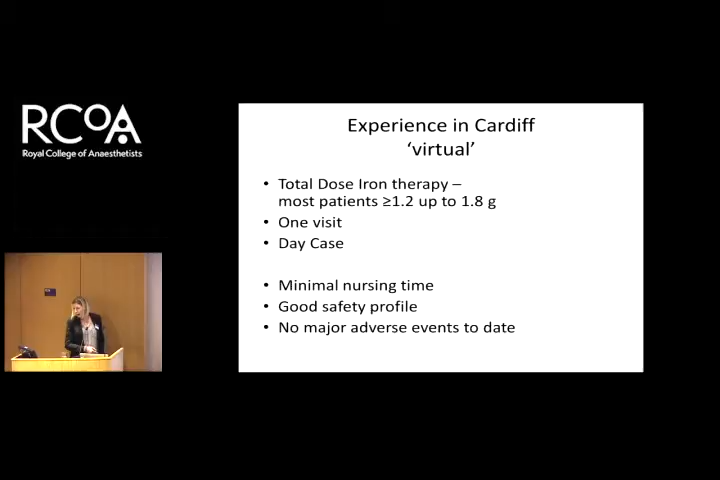 RCOA
Royal College of Anaesthetists
Experience in Cardiff
‘virtual’
• Total Dose Iron therapy –
most patients ≥1.2 up to 1.8 g
• One visit
• Day Case
• Minimal nursing time
• Good safety profile
• No major adverse events to date